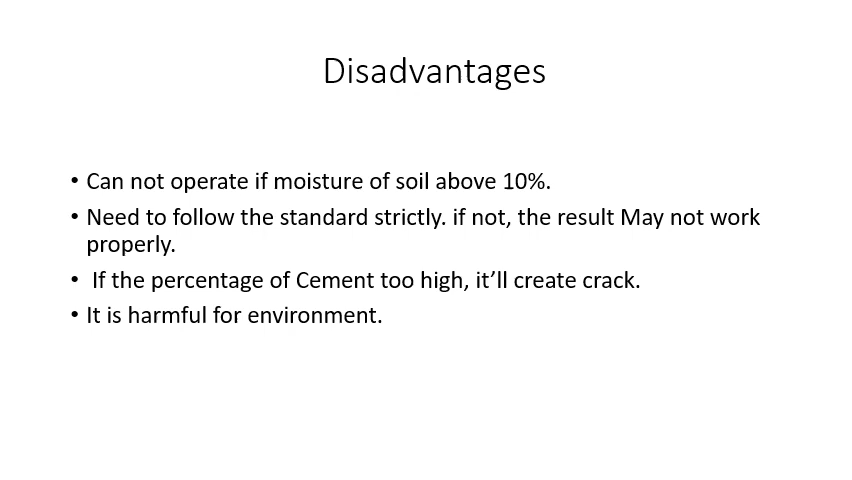 Disadvantages
• Can not operate if moisture of soil above 10%.
• Need to follow the standard strictly. if not, the result May not work
properly.
• If the percentage of Cement too high, it’ll create crack.
• It is harmful for environment.